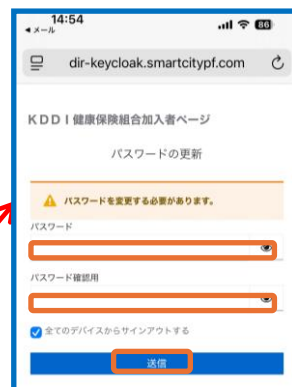 14:54
86
◀ メール
dir-keycloak.smartcitypf.com
KDDI健康保険組合加入者ページ
パスワードの更新
パスワードを変更する必要があります。
パスワード
パスワード確認用
全てのデバイスからサインアウトする
送信